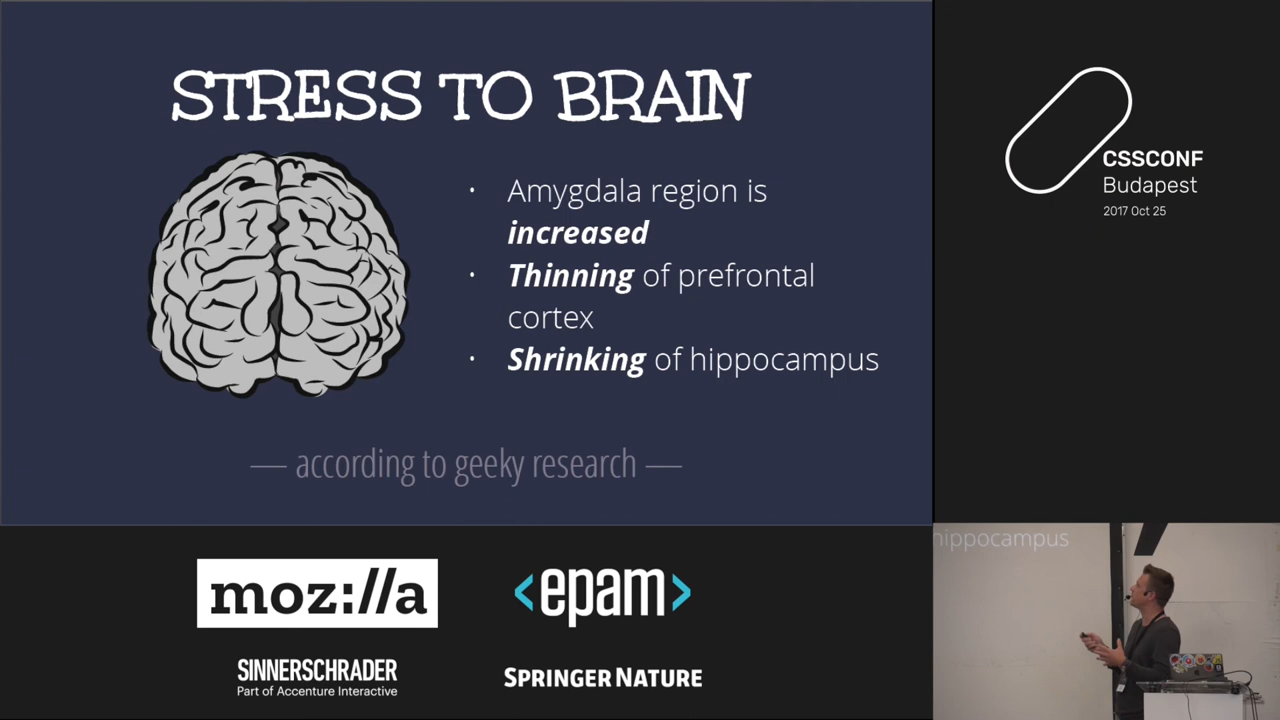 STRESS TO BRAIN
· Amygdala region is
increased
· Thinning of prefrontal
cortex
· Shrinking of hippocampus
— according to geeky research —
CSSCONF
Budapest
2017 Oct 25
hippocampus
moz://a
<epam>
SINNERSCHRADER
Part of Accenture Interactive
SPRINGER NATURE